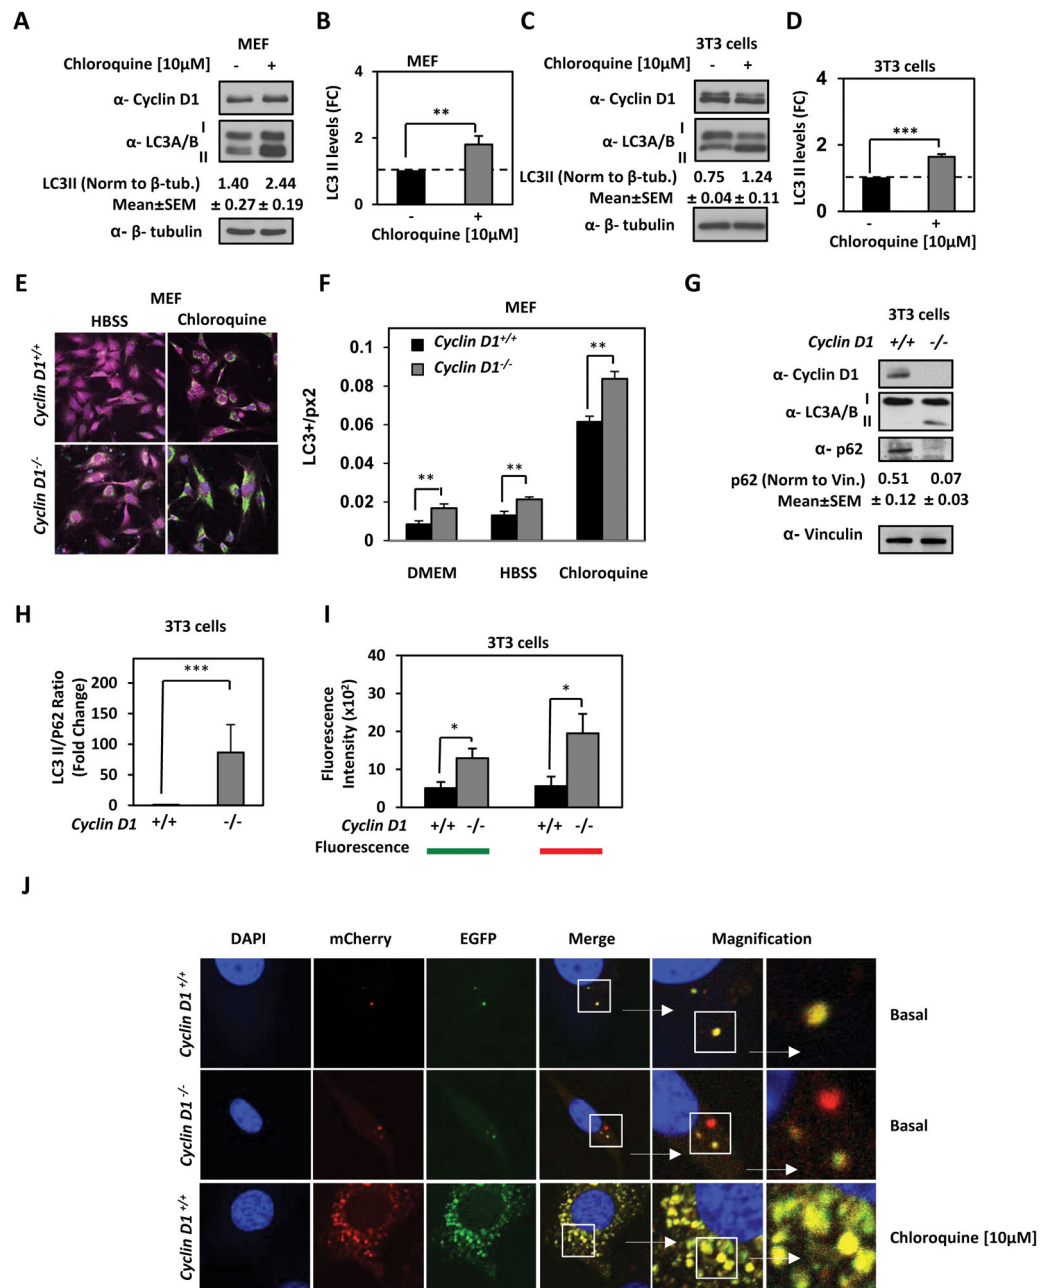 A
MEF
Chloroquine [10µM] - +
α- Cyclin D1
α- LC3A/B
I
II
LC3II (Norm to β-tub.) 1.40 2.44
Mean±SEM ± 0.27 ± 0.19
α- β- tubulin
B
MEF
LC3 II levels (FC)
4
2
0
**
- +
Chloroquine [10µM]
C
3T3 cells
Chloroquine [10µM] - +
α- Cyclin D1
α- LC3A/B
I
II
LC3II (Norm to β-tub.) 0.75 1.24
Mean±SEM ± 0.04 ± 0.11
α- β- tubulin
D
3T3 cells
LC3 II levels (FC)
4
2
0
***
- +
Chloroquine [10µM]
E
MEF
HBSS Chloroquine
Cyclin D1+/+
Cyclin D1-/-
F
MEF
Cyclin D1+/+
Cyclin D1-/-
LC3+/px2
0.1
0.08
0.06
0.04
0.02
0
**
**
**
DMEM HBSS Chloroquine
G
3T3 cells
Cyclin D1 +/+ -/-
α- Cyclin D1
α- LC3A/B
I
II
α- p62
p62 (Norm to Vin.) 0.51 0.07
Mean±SEM ± 0.12 ± 0.03
α- Vinculin
H
3T3 cells
LC3 II/P62 Ratio
(Fold Change)
200
150
100
50
0
***
Cyclin D1 +/+ -/-
I
3T3 cells
Fluorescence
Intensity (x10²)
40
30
20
10
0
*
*
Cyclin D1 +/+ -/- +/+ -/-
Fluorescence
J
DAPI mCherry EGFP Merge Magnification
Cyclin D1 +/+
Basal
Cyclin D1 -/-
Basal
Cyclin D1 +/+
Chloroquine [10µM]